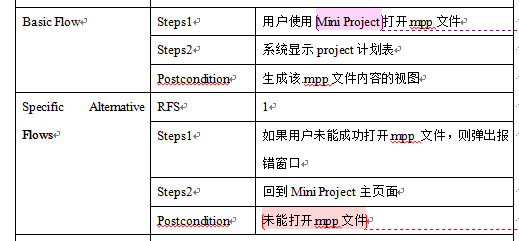 Basic Flow Steps1 用户使用 Mini Project 打开 mpp 文件
Steps2 系统显示 project 计划表
Postcondition 生成该.mpp 文件内容的视图
Specific Alternative RFS 1
Flows Steps1 如果用户未能成功打开.mpp 文件，则弹出报
错窗口
Steps2 回到 Mini Project 主页面
Postcondition 未能打开 mpp 文件